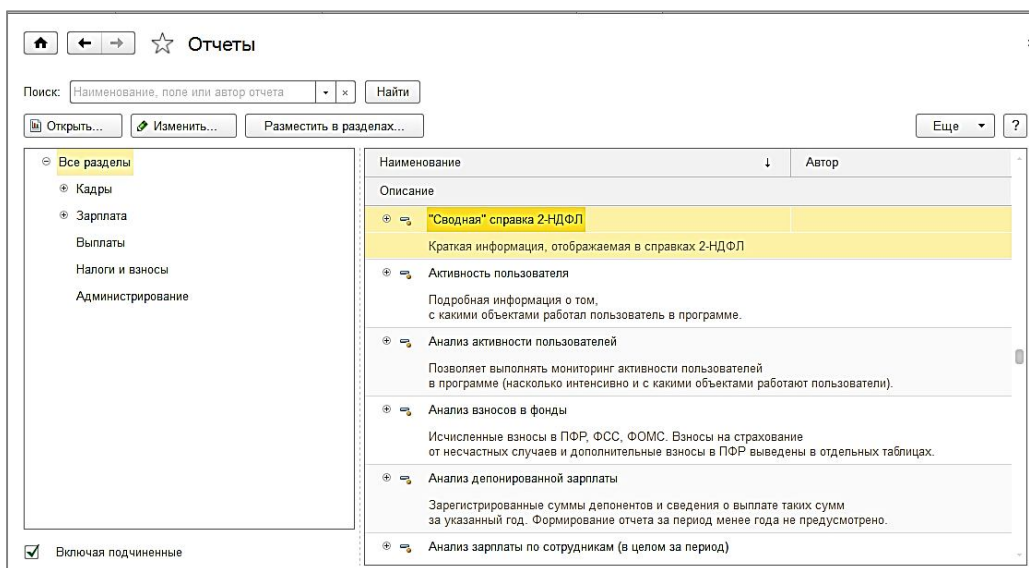 Отчеты
Поиск:
Наименование, поле или автор отчета
Найти
Открыть...
Изменить...
Разместить в разделах...
Еще
?
Все разделы
Кадры
Зарплата
Выплаты
Налоги и взносы
Администрирование
Включая подчиненные
Наименование
Автор
Описание
"Сводная" справка 2-НДФЛ
Краткая информация, отображаемая в справках 2-НДФЛ
Активность пользователя
Подробная информация о том,
с какими объектами работал пользователь в программе.
Анализ активности пользователей
Позволяет выполнять мониторинг активности пользователей
в программе (насколько интенсивно и с какими объектами работают пользователи).
Анализ взносов в фонды
Исчисленные взносы в ПФР, ФСС, ФОМС. Взносы на страхование
от несчастных случаев и дополнительные взносы в ПФР выведены в отдельных таблицах.
Анализ депонированной зарплаты
Зарегистрированные суммы депонентов и сведения о выплате таких сумм
за указанный год. Формирование отчета за период менее года не предусмотрено.
Анализ зарплаты по сотрудникам (в целом за период)